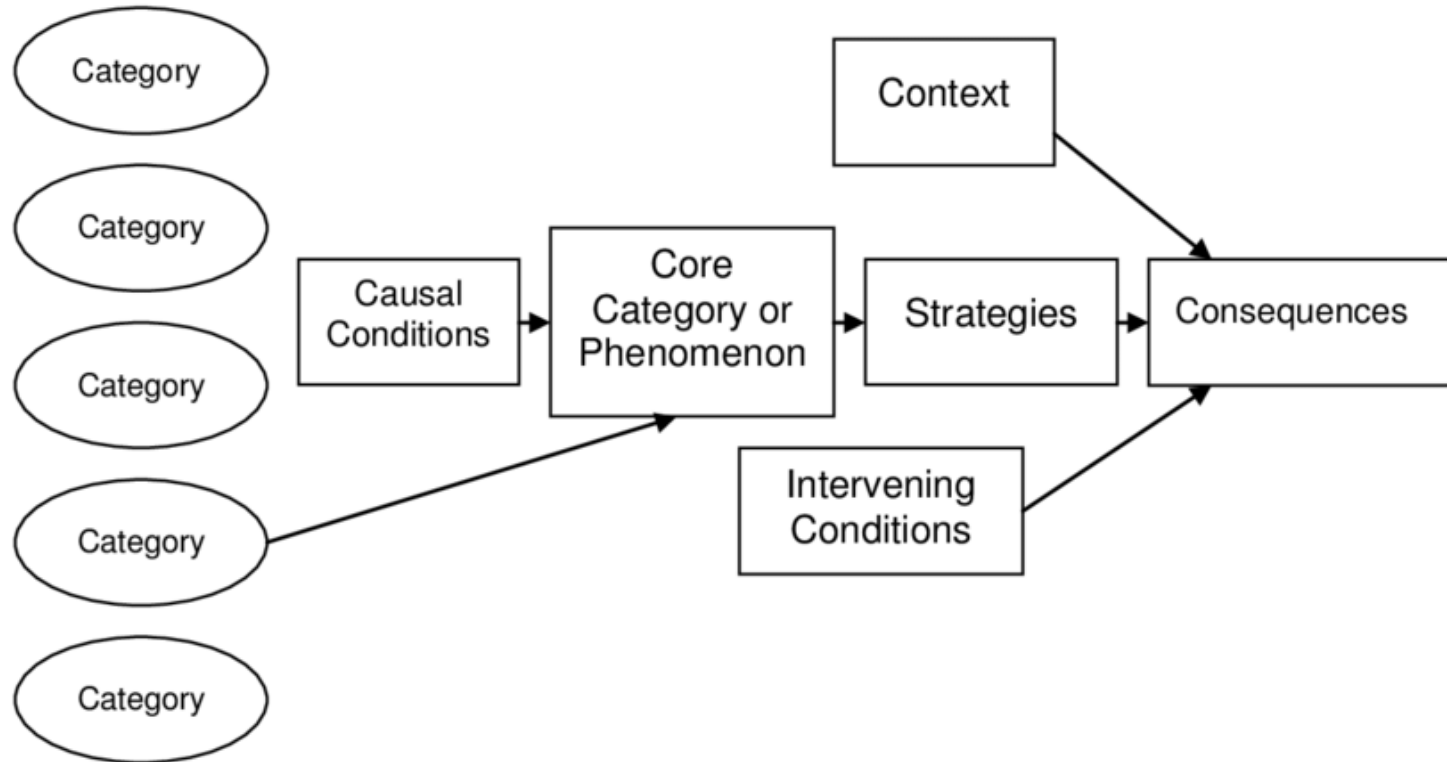 Category
Category
Category
Category
Category
Causal
Conditions
Core
Category or
Phenomenon
Context
Strategies
Consequences
Intervening
Conditions